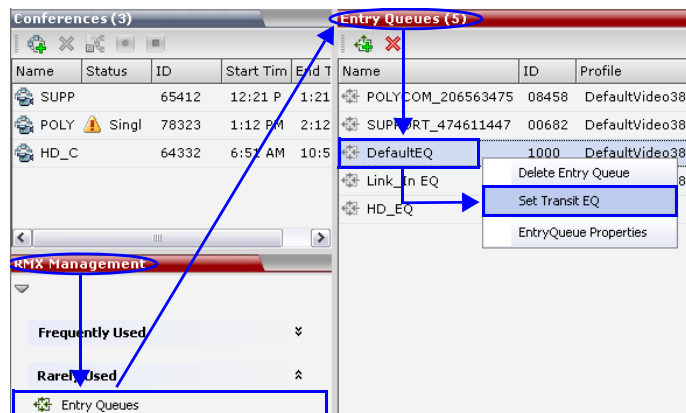 Conferences (3)
Name Status ID Start Tim End T
SUPP 65412 12:21 P 1:21
POLY Singl 78323 1:12 PM 2:12
HD_C 64332 6:51 AM 10:5
RMX Management
Frequently Used
Rarely Used
Entry Queues
Entry Queues (5)
Name ID Profile
POLYCOM_206563475 08458 DefaultVideo38
SUPPORT_474611447 00682 DefaultVideo38
DefaultEQ 1000 DefaultVideo38
Link_In EQ 8
HD_EQ
Delete Entry Queue
Set Transit EQ
EntryQueue Properties